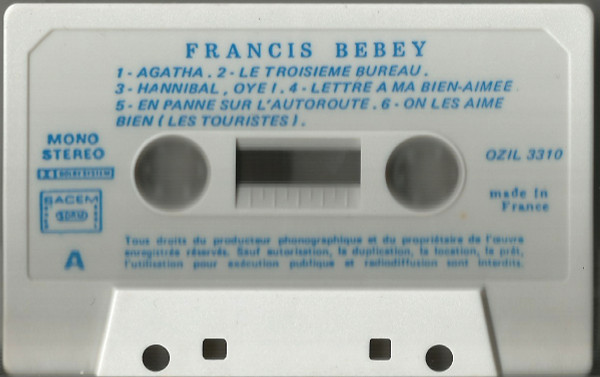 FRANCIS BEBEY
1 - AGATHA . 2 - LE TROISIEME BUREAU .
3 - HANNIBAL , OYE ! . 4 - LETTRE A MA BIEN-AIMEE
5 - EN PANNE SUR L'AUTOROUTE . 6 - ON LES AIME
BIEN ( LES TOURISTES ) .
MONO
STEREO
DOLBY SYSTEM
OZIL 3310
SACEM
made in
France
A
Tous droits du producteur phonographique et du propriétaire de l'œuvre
enregistrée réservés. Sauf autorisation, la duplication, la location, le prêt,
l'utilisation pour exécution publique et radiodiffusion sont interdits.